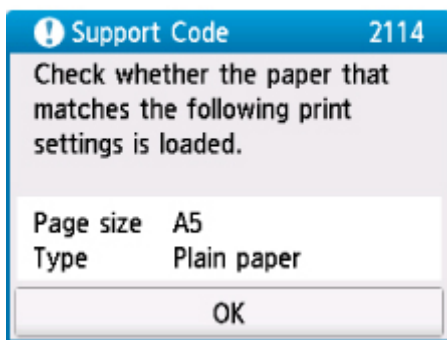 Support Code 2114
Check whether the paper that
matches the following print
settings is loaded.
Page size A5
Type Plain paper
OK